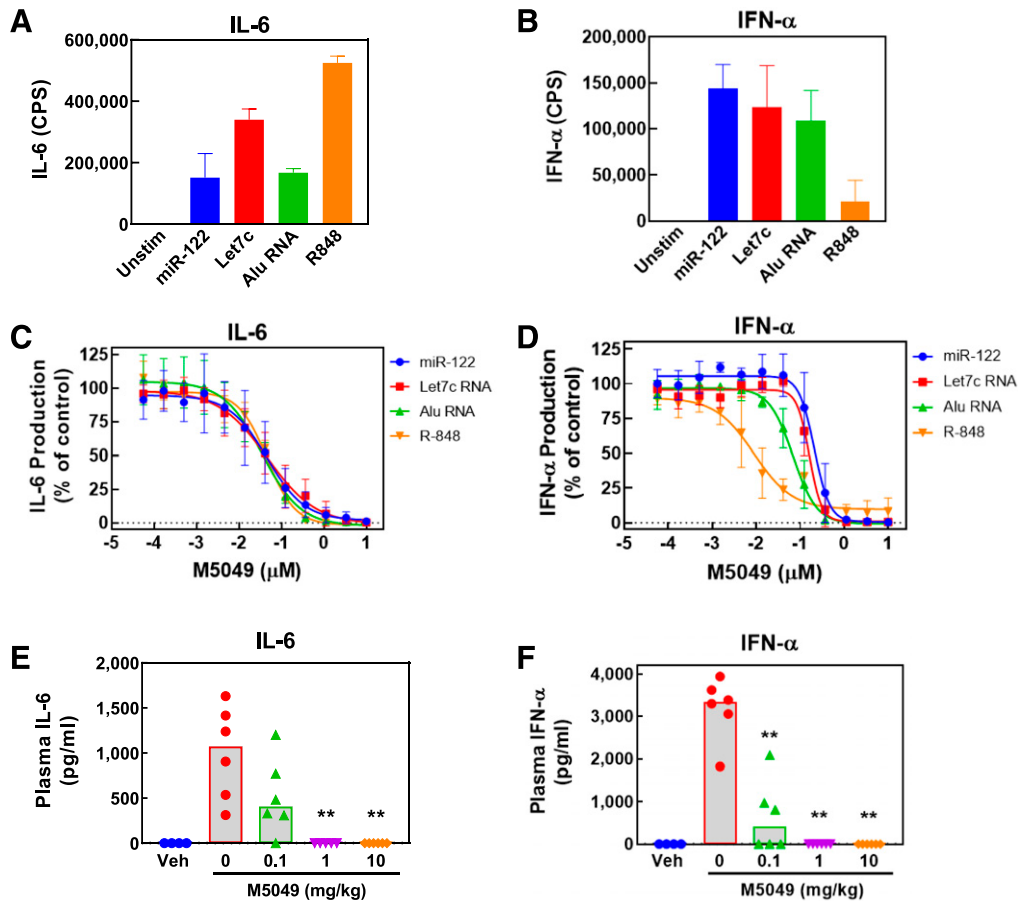 A
IL-6
IL-6 (CPS)
600,000
400,000
200,000
0
Unstim
miR-122
Let7c
Alu RNA
R848
B
IFN-α
IFN-α (CPS)
200,000
150,000
100,000
50,000
0
Unstim
miR-122
Let7c
Alu RNA
R848
C
IL-6
IL-6 Production
(% of control)
125
100
75
50
25
0
-5 -4 -3 -2 -1 0 1
M5049 (μM)
miR-122
Let7c RNA
Alu RNA
R-848
D
IFN-α
IFN-α Production
(% of control)
125
100
75
50
25
0
-5 -4 -3 -2 -1 0 1
M5049 (μM)
miR-122
Let7c RNA
Alu RNA
R-848
E
IL-6
Plasma IL-6
(pg/ml)
2,000
1,500
1,000
500
0
** **
Veh 0 0.1 1 10
M5049 (mg/kg)
F
IFN-α
Plasma IFN-α
(pg/ml)
4,000
3,000
2,000
1,000
0
**
** **
Veh 0 0.1 1 10
M5049 (mg/kg)